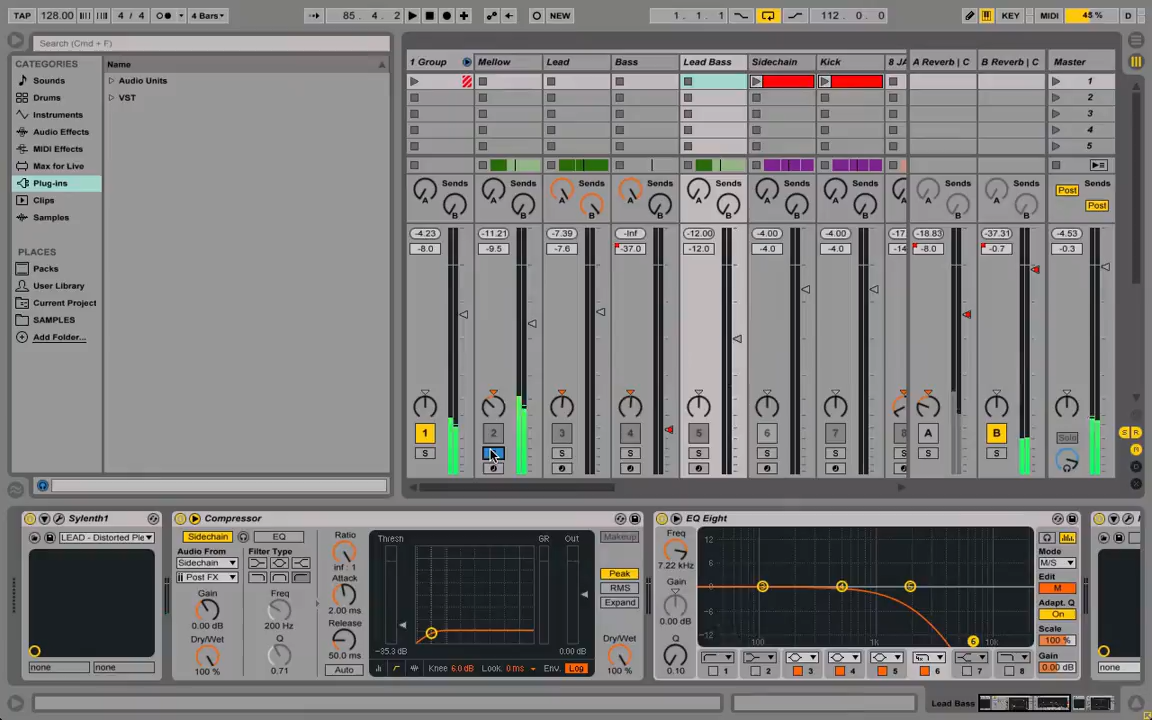 TAP 128.00 4 / 4 4 Bars 85. 4. 2 NEW 1. 1. 1 112. 0. 0 KEY MIDI 45 % D
Search (Cmd + F)
CATEGORIES
Sounds
Drums
Instruments
Audio Effects
MIDI Effects
Max for Live
Plug-ins
Clips
Samples
PLACES
Packs
User Library
Current Project
SAMPLES
Add Folder...
Name
Audio Units
VST
1 Group Mellow Lead Bass Lead Bass Sidechain Kick 8 JA A Reverb | C B Reverb | C Master
1
2
3
4
5
Sends Sends Sends Sends Sends Sends Sends Sends Sends Sends
A A A A A A A A A Post
B B B B B B B B B Post
-4.23 -11.21 -7.39 -Inf -12.00 -4.00 -4.00 -17. -18.83 -37.31 -4.53
-8.0 -9.5 -7.6 -37.0 -12.0 -4.0 -4.0 -14 -8.0 -0.7 -0.3
1 2 3 4 5 6 7 8 A B Solo
S S S S S S S S S
S R
R
Sylenth1
LEAD - Distorted Ple
none none
Compressor
Sidechain EQ
Audio From Filter Type
Sidechain
Post FX
Gain Freq
0.00 dB 200 Hz
Dry/Wet Q
100 % 0.71
Ratio
inf : 1
Attack
2.00 ms
Release
50.0 ms
Auto
Thresh GR Out
-35.3 dB 0.00 dB
Knee 6.0 dB Look. 0 ms Env. Log
Makeup
Peak
RMS
Expand
Dry/Wet
100 %
EQ Eight
Freq
7.22 kHz
Gain
0.00 dB
Q
0.10
12
6
0
-6
-12
100 1K 10k
3 4 5 6
1 2 3 4 5 6 7 8
Mode
M/S
Edit
M
Adapt. Q
On
Scale
100 %
Gain
0.00 dB
none
Lead Bass